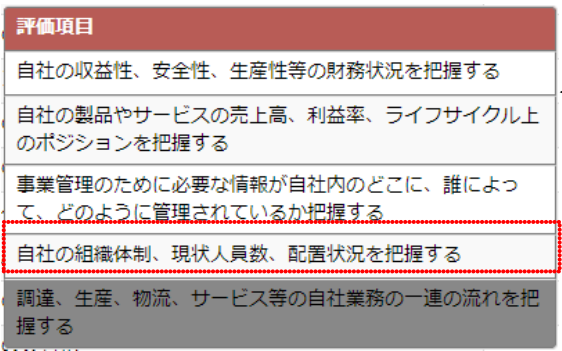 評価項目
自社の収益性、安全性、生産性等の財務状況を把握する
自社の製品やサービスの売上高、利益率、ライフサイクル上
のポジションを把握する
事業管理のために必要な情報が自社内のどこに、誰によっ
て、どのように管理されているか把握する
自社の組織体制、現状人員数、配置状況を把握する
調達、生産、物流、サービス等の自社業務の一連の流れを把
握する